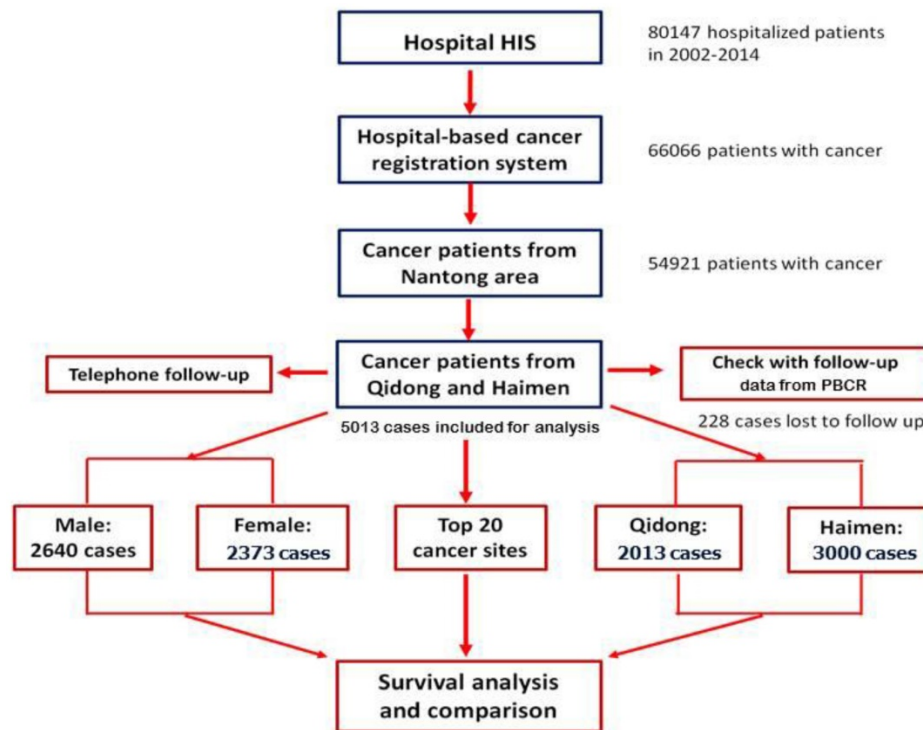 Hospital HIS
80147 hospitalized patients
in 2002-2014
Hospital-based cancer
registration system
66066 patients with cancer
Cancer patients from
Nantong area
54921 patients with cancer
Telephone follow-up
Cancer patients from
Qidong and Haimen
Check with follow-up
data from PBCR
5013 cases included for analysis
228 cases lost to follow up
Male:
2640 cases
Female:
2373 cases
Top 20
cancer sites
Qidong:
2013 cases
Haimen:
3000 cases
Survival analysis
and comparison